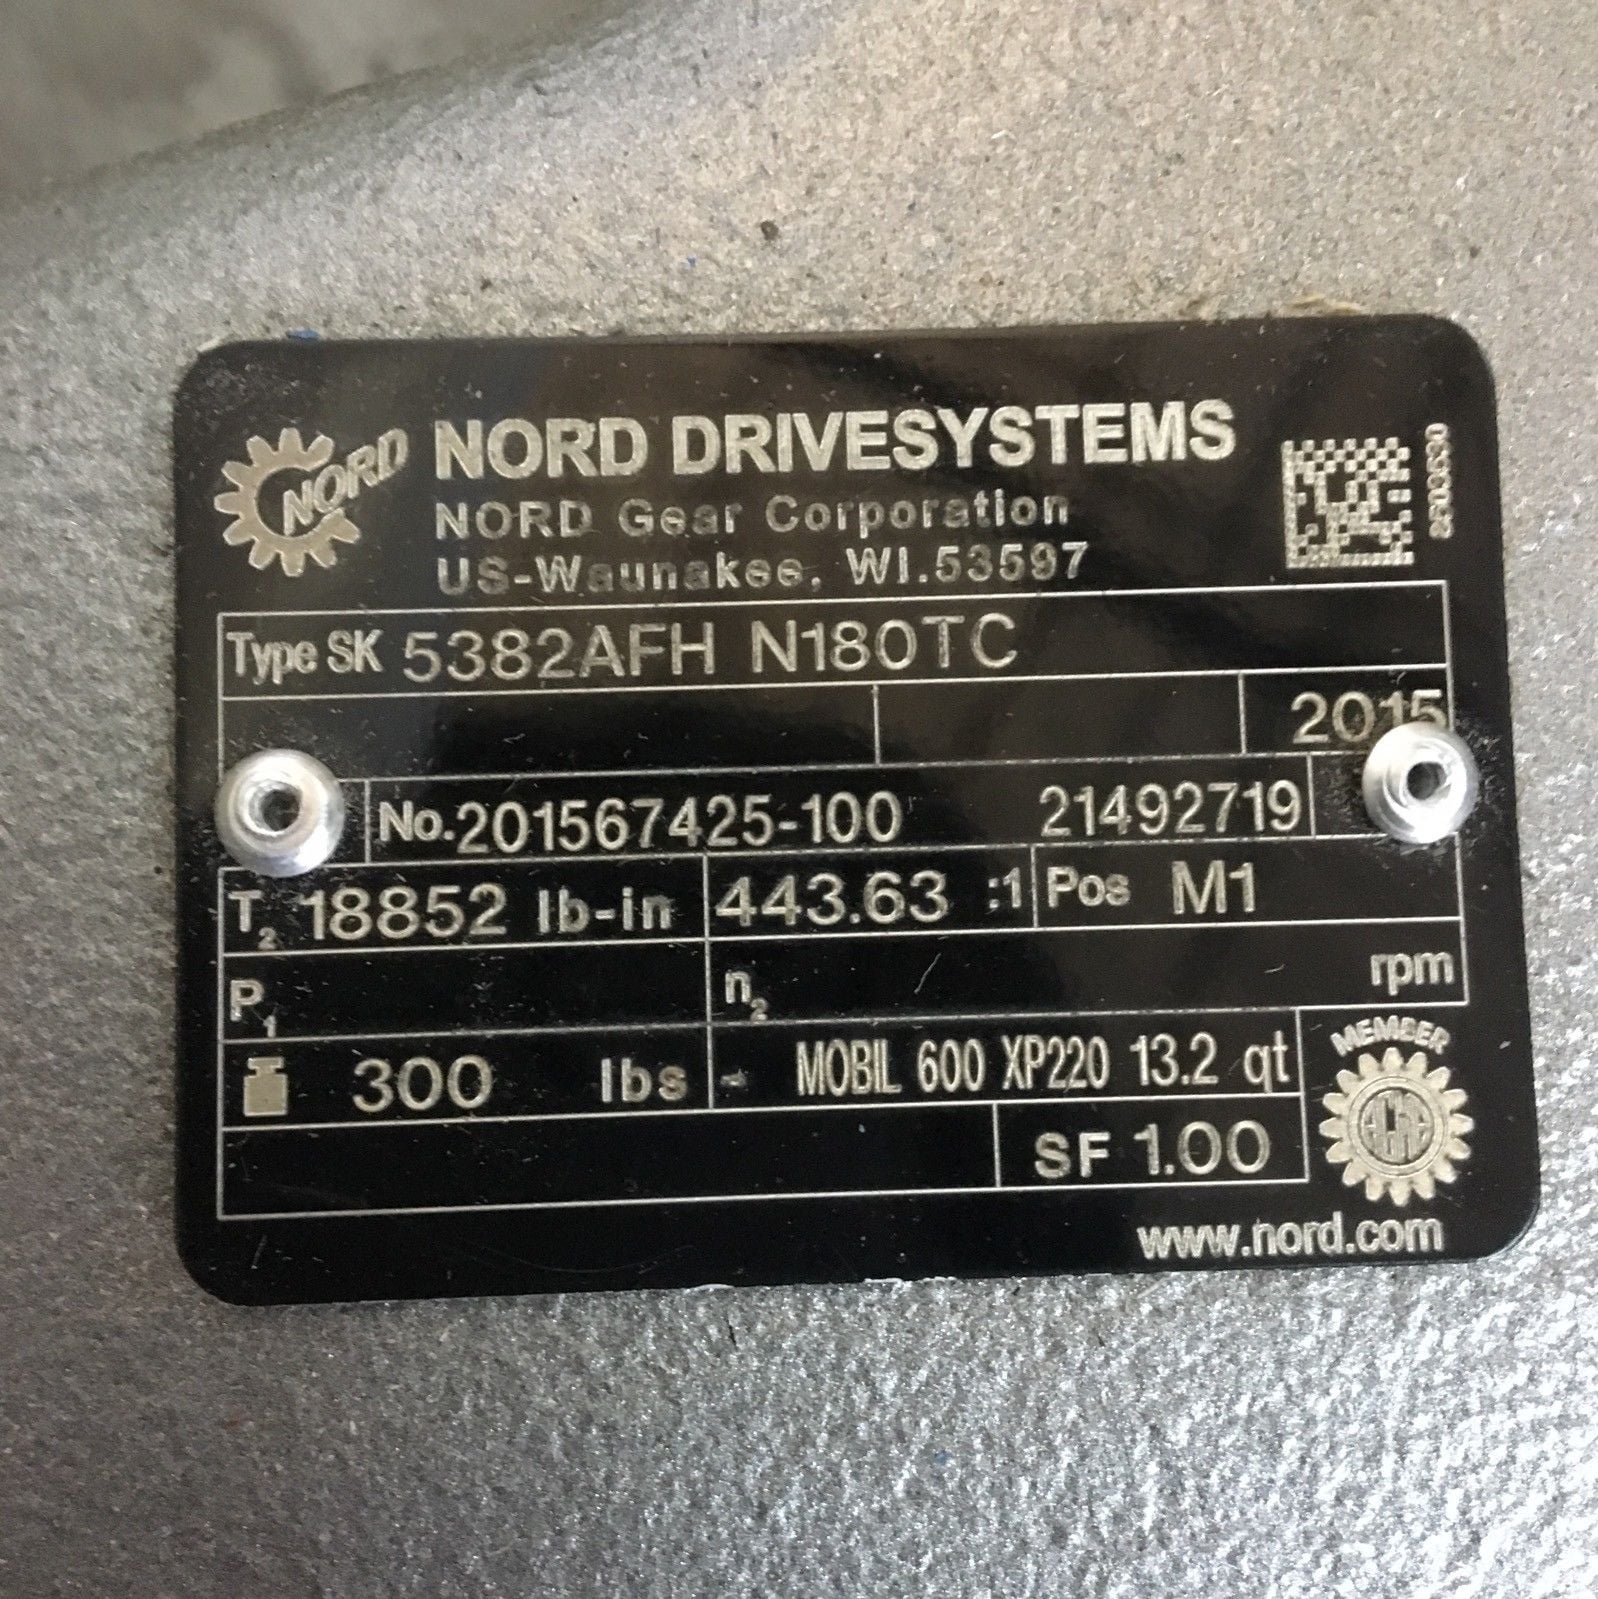 NORD NORD DRIVESYSTEMS
NORD Gear Corporation
US-Waunakee, WI.53597
Type SK 5382AFH N180TC
2015
No.201567425-100 21492719
T2 18852 lb-in 443.63 :1 Pos M1
P1 n2 rpm
300 lbs - MOBIL 600 XP220 13.2 qt
MEMBER
AGMA
SF 1.00
www.nord.com